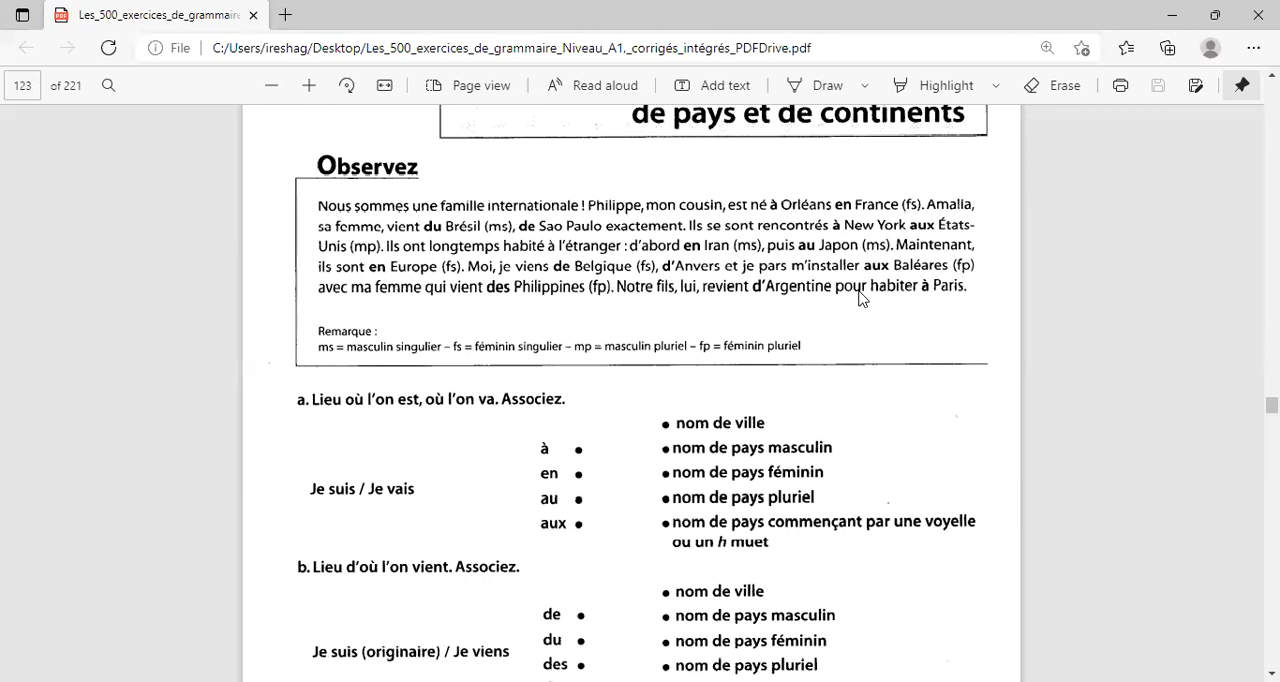 Les_500_exercices_de_grammaire
File C:/Users/ireshag/Desktop/Les_500_exercices_de_grammaire_Niveau_A1,_corrigés_intégrés_PDFDrive.pdf
123 of 221 Page view Read aloud Add text Draw Highlight Erase
de pays et de continents
Observez
Nous sommes une famille internationale ! Philippe, mon cousin, est né à Orléans en France (fs). Amalia,
sa femme, vient du Brésil (ms), de Sao Paulo exactement. Ils se sont rencontrés à New York aux États-
Unis (mp). Ils ont longtemps habité à l'étranger : d'abord en Iran (ms), puis au Japon (ms). Maintenant,
ils sont en Europe (fs). Moi, je viens de Belgique (fs), d'Anvers et je pars m'installer aux Baléares (fp)
avec ma femme qui vient des Philippines (fp). Notre fils, lui, revient d'Argentine pour habiter à Paris.
Remarque :
ms = masculin singulier – fs = féminin singulier – mp = masculin pluriel – fp = féminin pluriel
a. Lieu où l'on est, où l'on va. Associez.
• nom de ville
à • • nom de pays masculin
en • • nom de pays féminin
Je suis / Je vais
au • • nom de pays pluriel
aux • • nom de pays commençant par une voyelle
ou un h muet
b. Lieu d'où l'on vient. Associez.
• nom de ville
de • • nom de pays masculin
du • • nom de pays féminin
Je suis (originaire) / Je viens
des • • nom de pays pluriel